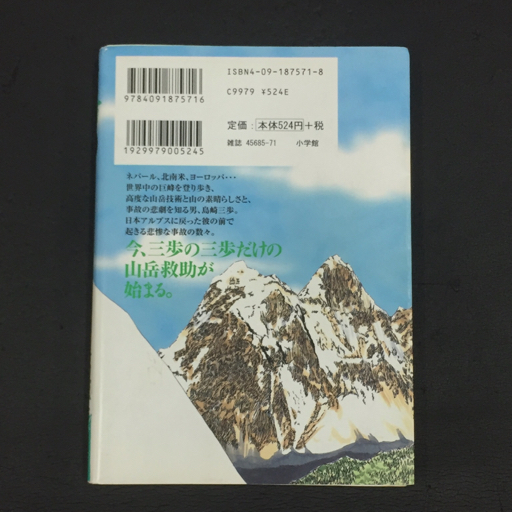 ISBN4-09-187571-8
C9979 ¥524E
9784091875716
定価：本体524円+税
雑誌 45685-71 小学館
1929979005245
ネパール、北南米、ヨーロッパ・・・
世界中の巨峰を登り歩き、
高度な山岳技術と山の素晴らしさと、
事故の悲劇を知る男、島崎三歩。
日本アルプスに戻った彼の前で
起きる悲惨な事故の数々。
今、三歩の三歩だけの
山岳救助が
始まる。